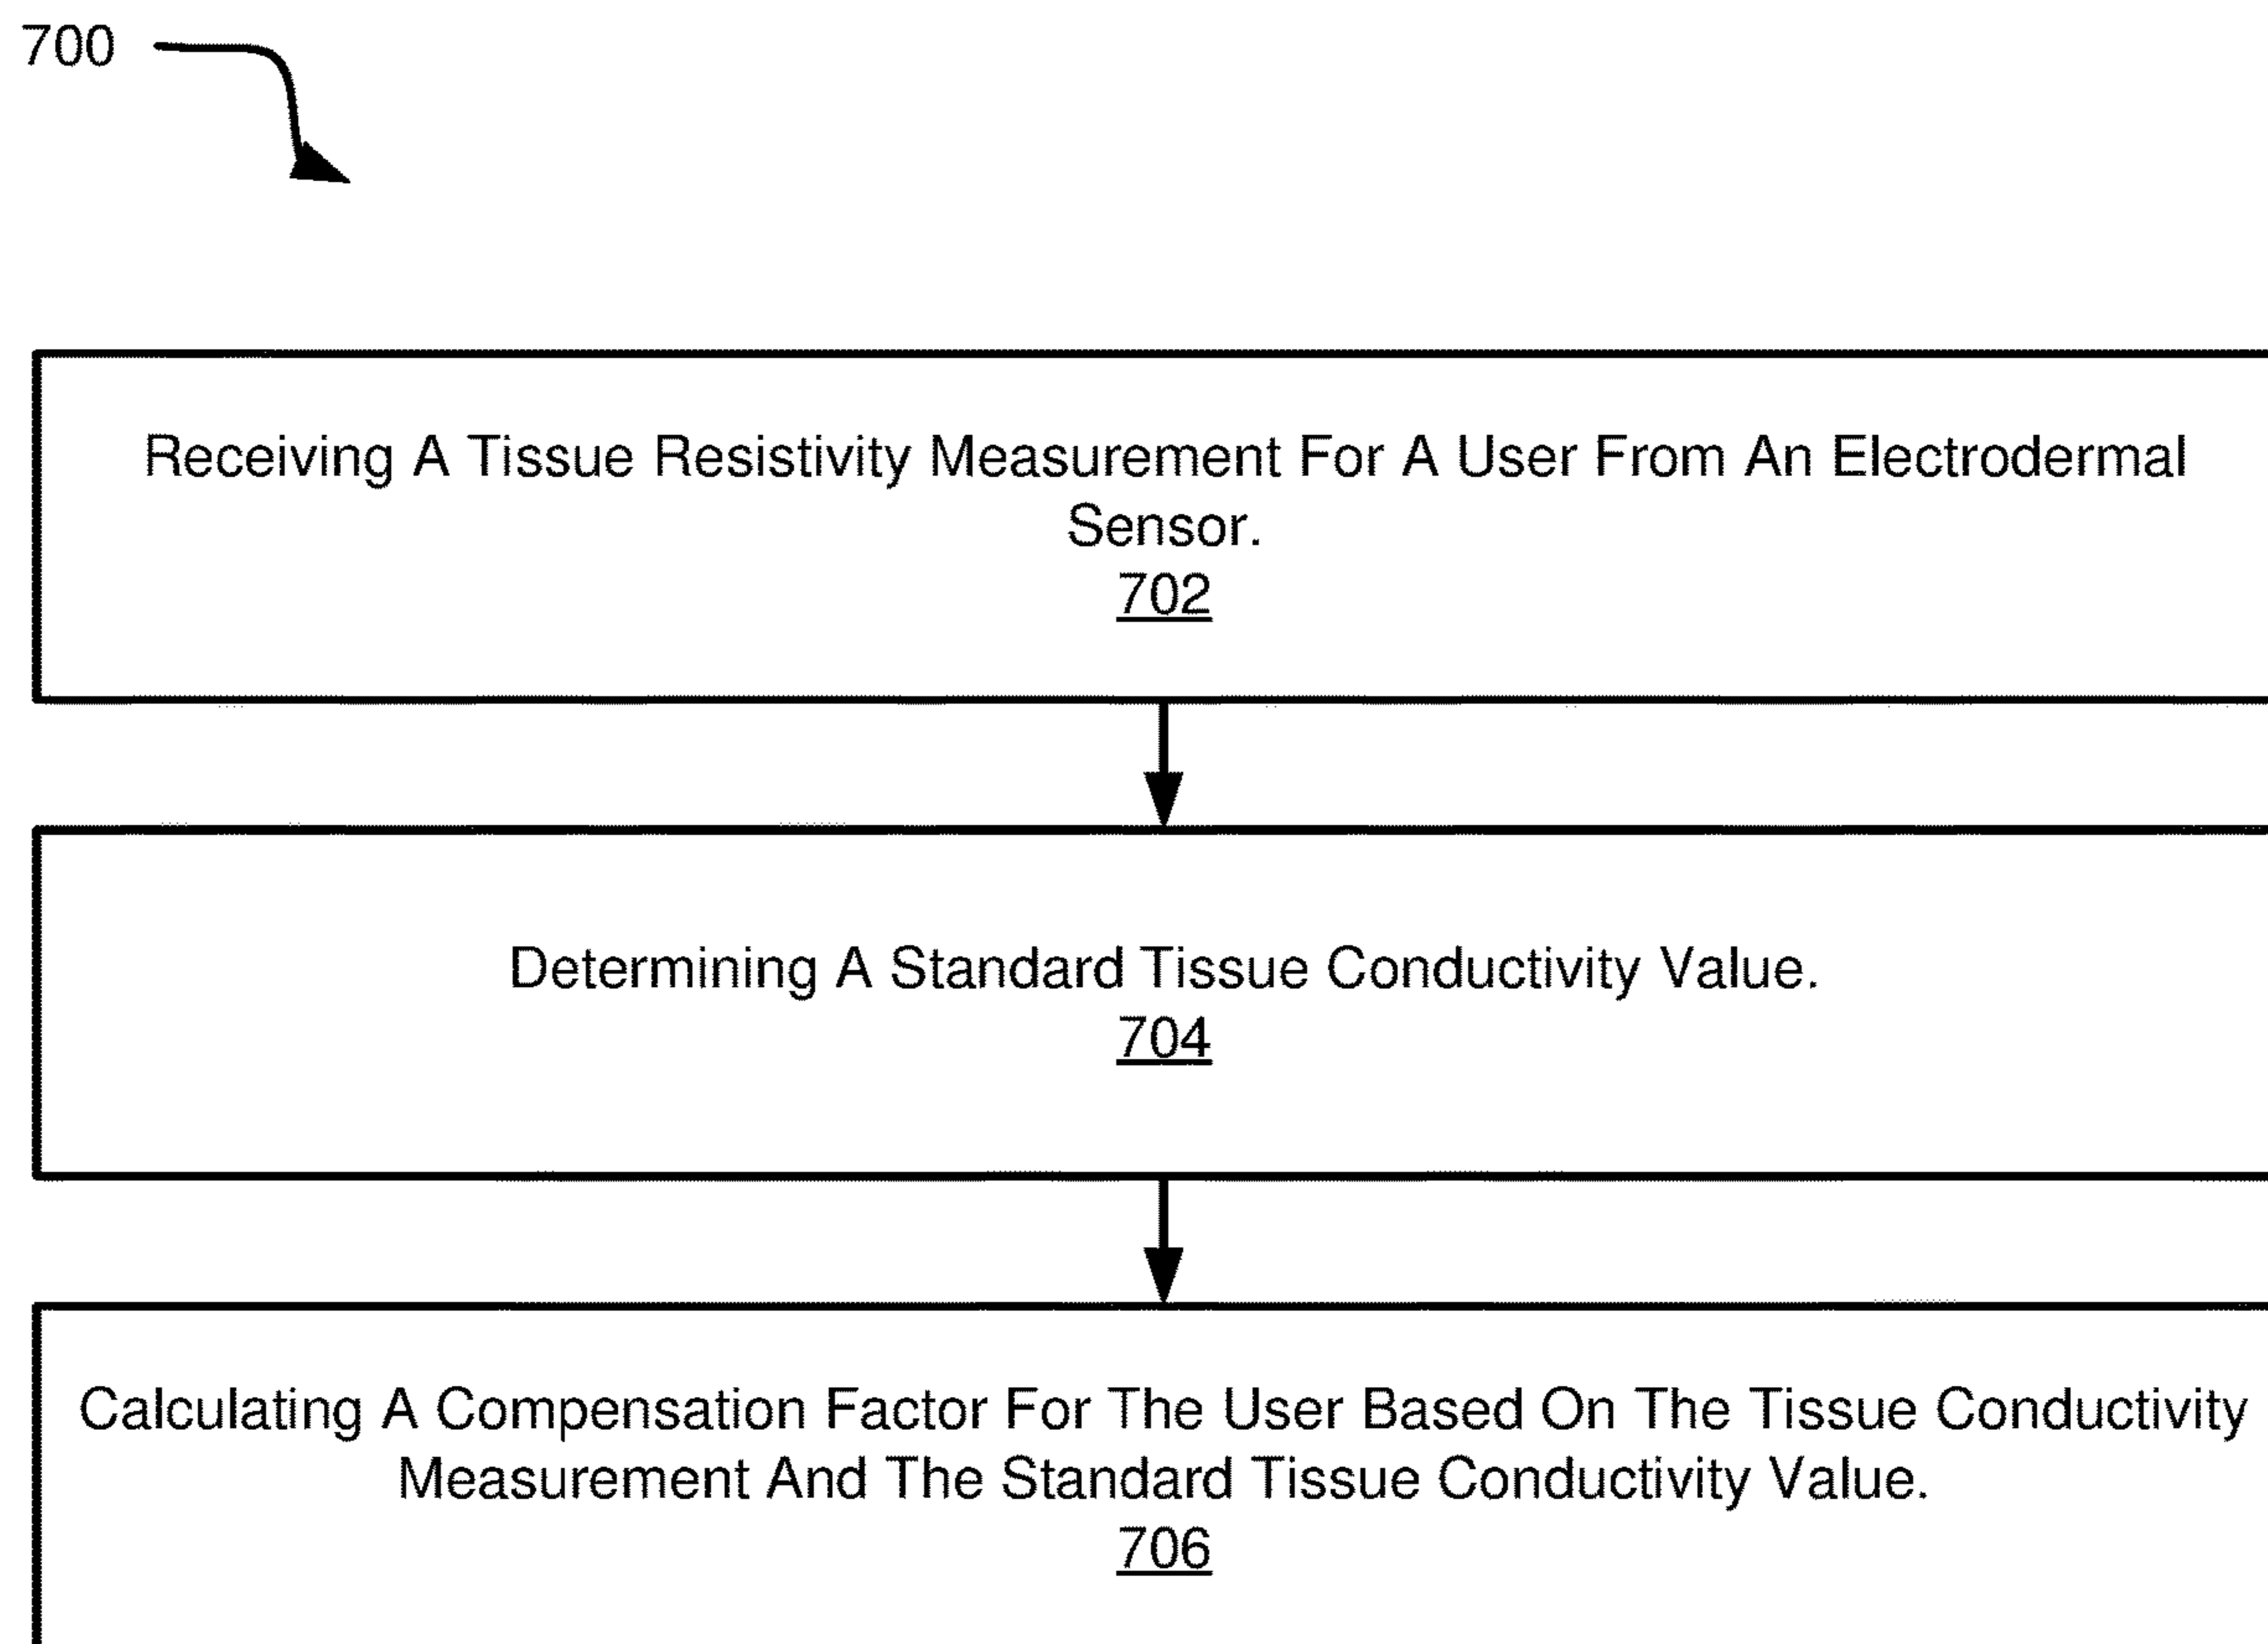 700
Receiving A Tissue Resistivity Measurement For A User From An Electrodermal
Sensor.
702
Determining A Standard Tissue Conductivity Value.
704
Calculating A Compensation Factor For The User Based On The Tissue Conductivity
Measurement And The Standard Tissue Conductivity Value.
706